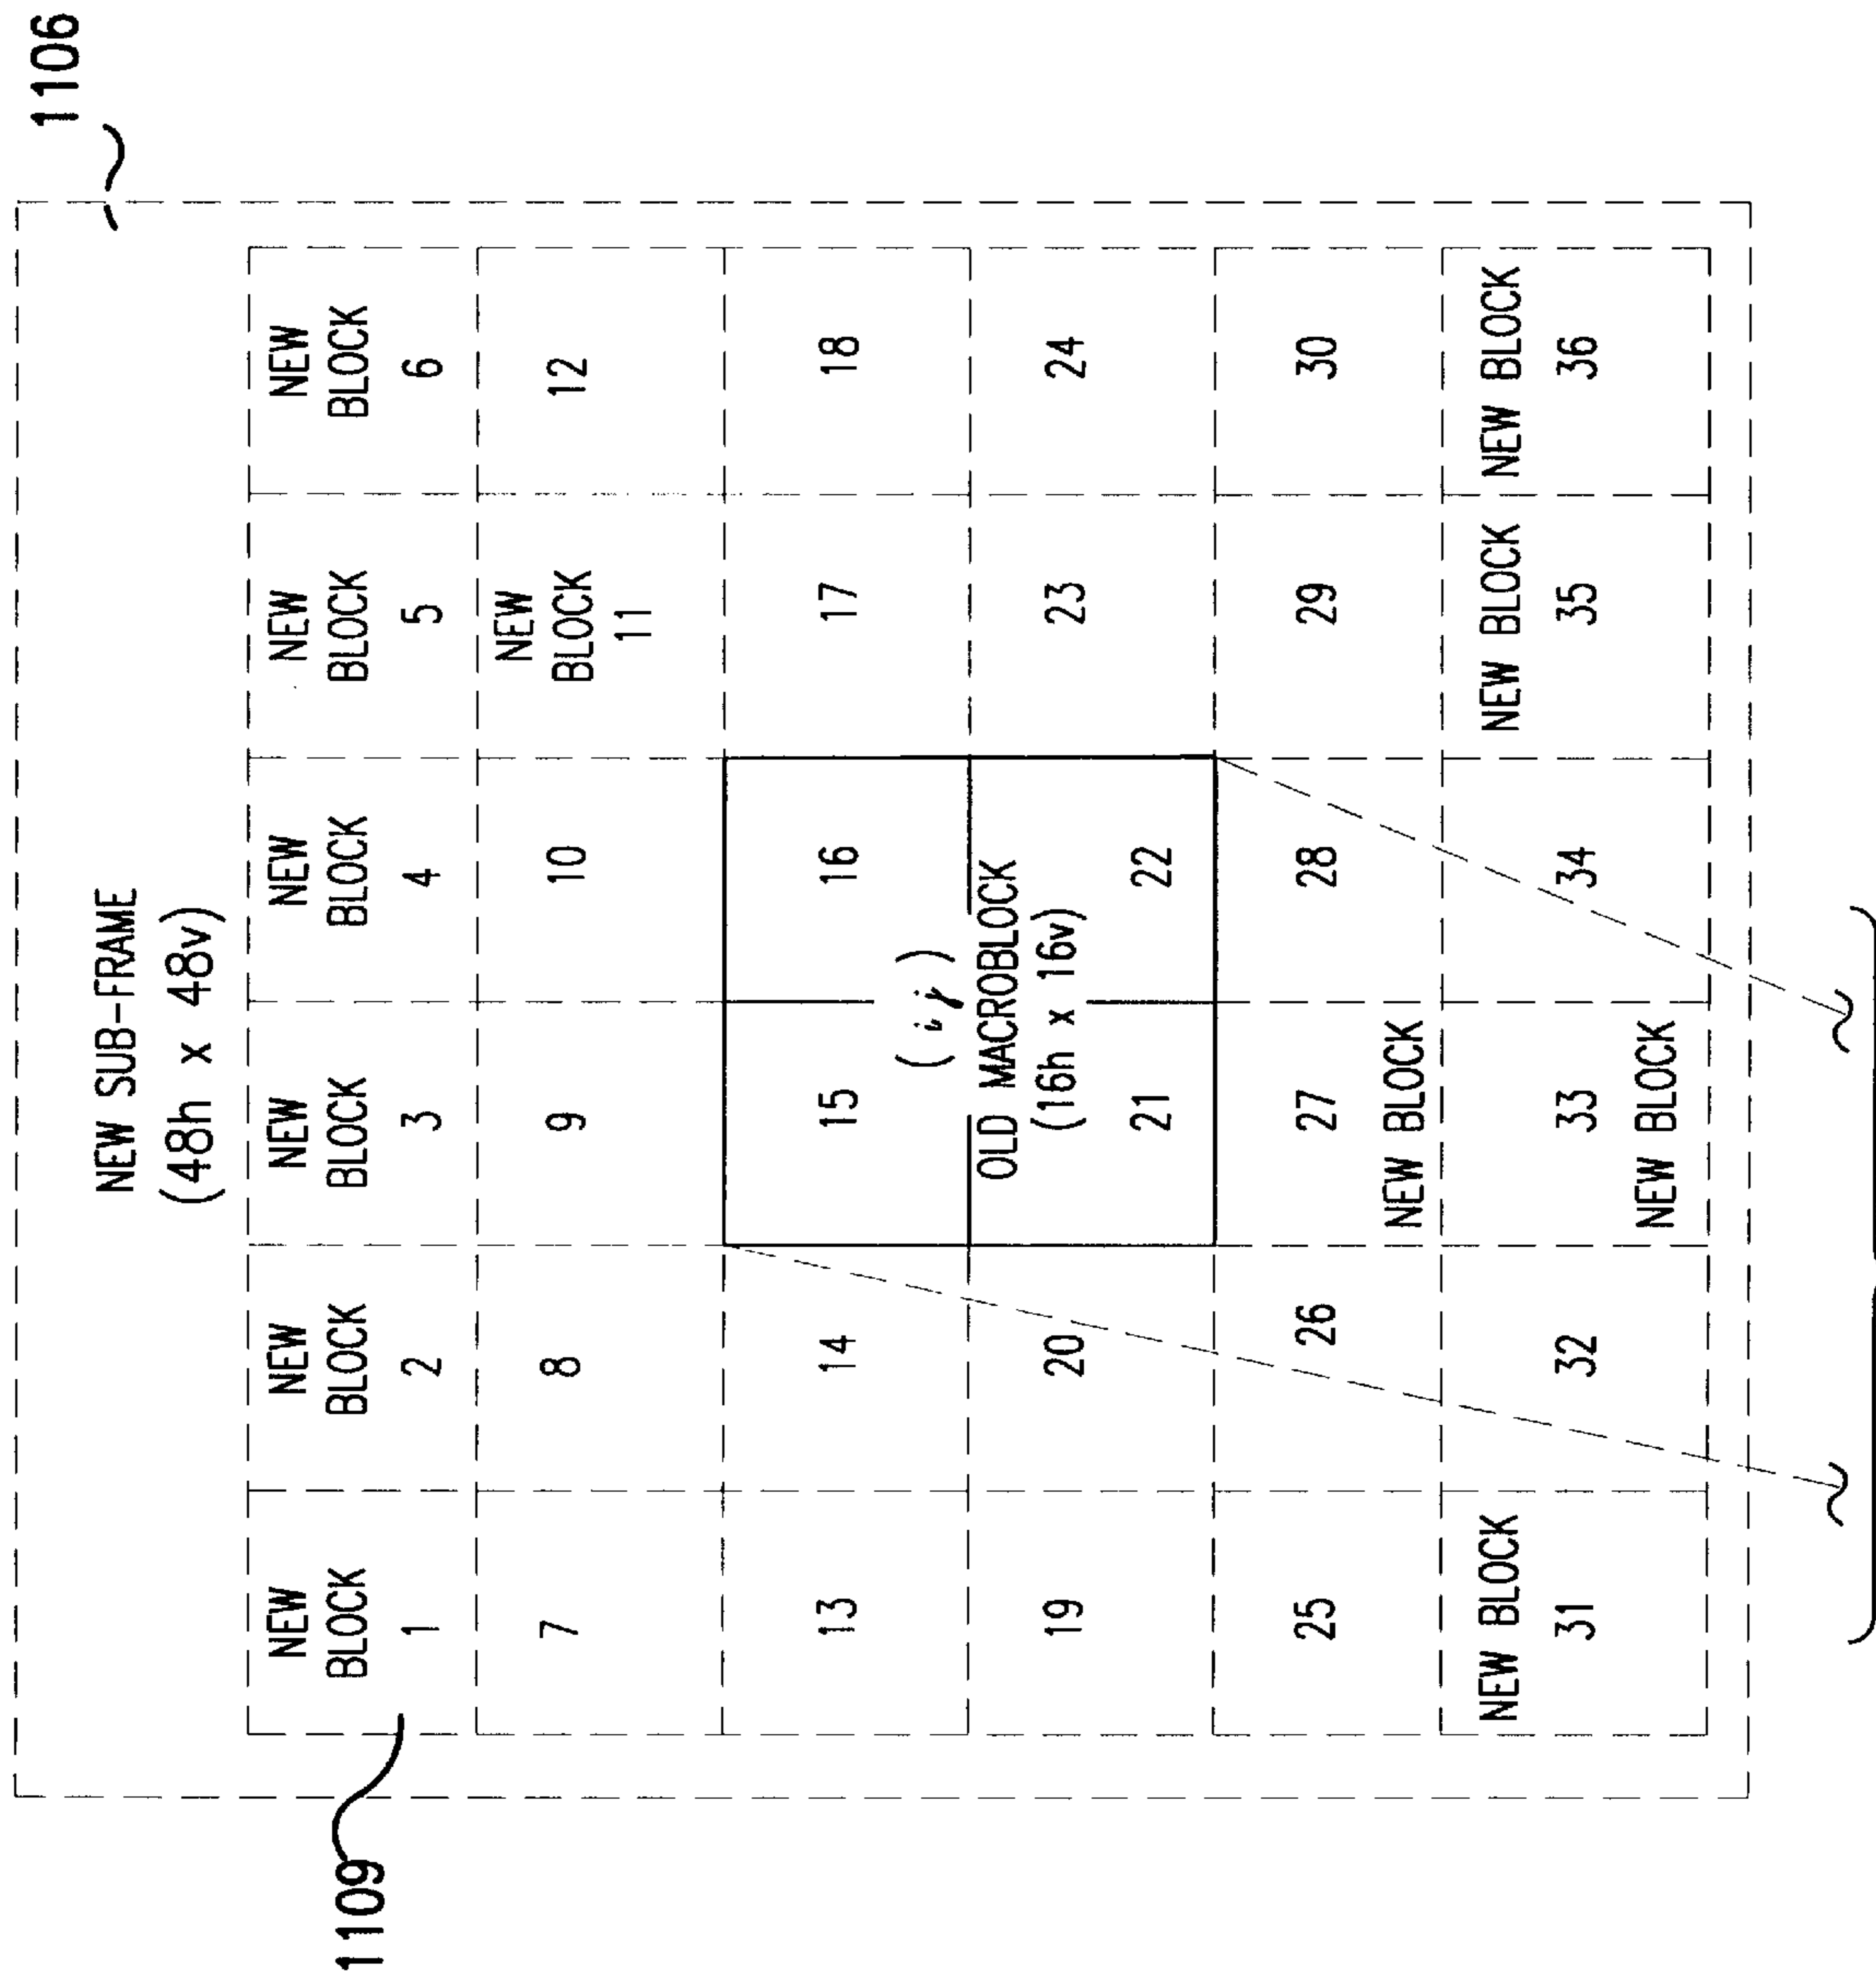 1106
NEW SUB-FRAME
(48h x 48v)
1109
NEW BLOCK 1
NEW BLOCK 2
NEW BLOCK 3
NEW BLOCK 4
NEW BLOCK 5
NEW BLOCK 6
7
8
9
10
NEW BLOCK 11
12
13
14
15
16
17
18
(i j)
OLD MACROBLOCK
(16h x 16v)
19
20
21
22
23
24
25
26
27
NEW BLOCK
28
29
30
NEW BLOCK
31
32
33
NEW BLOCK
34
NEW BLOCK
35
NEW BLOCK
36